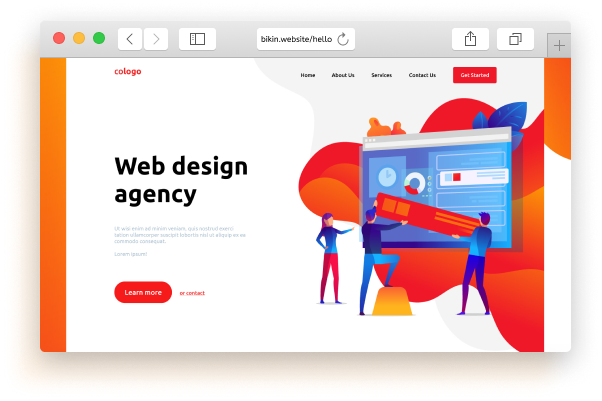 bikin.website/hello
cologo
Home About Us Services Contact Us Get Started
Web design
agency
Ut wisi enim ad minim veniam, quis nostrud exerci
tation ullamcorper suscipit lobortis nisl ut aliquip ex ea
commodo consequat.
Lorem Ipsum!
Learn more or contact